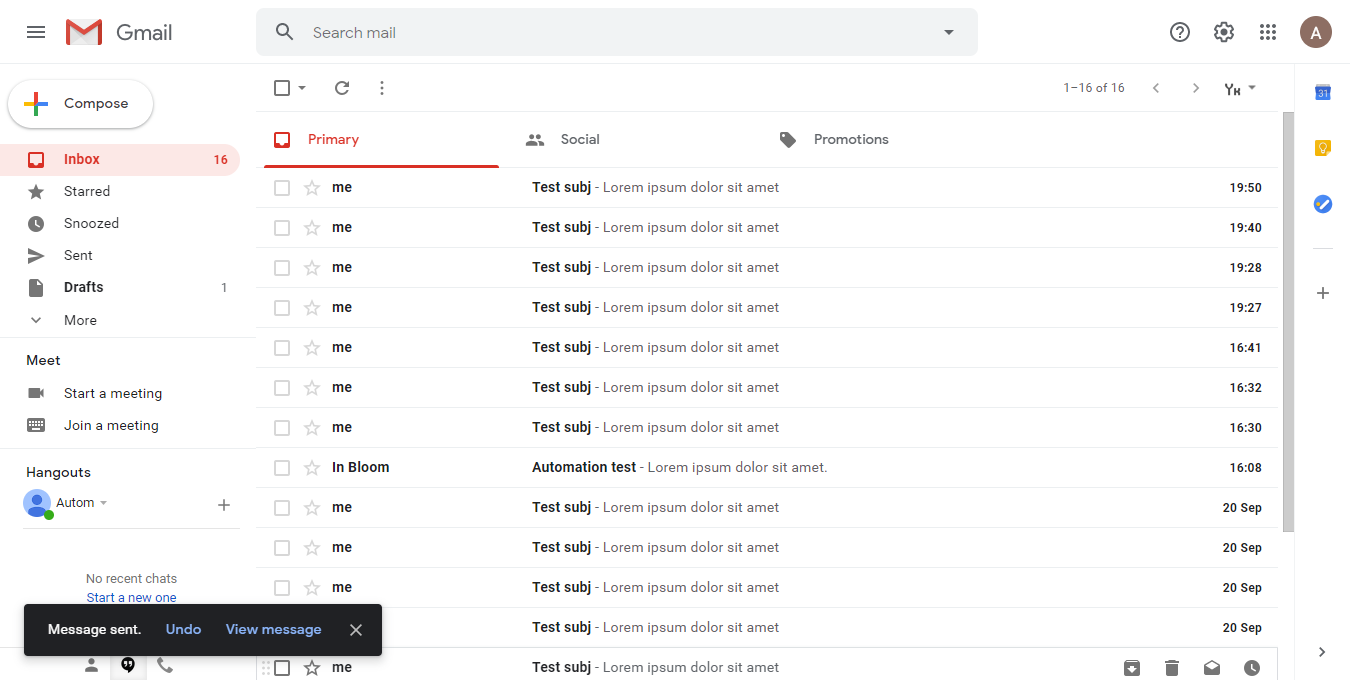 Gmail
Search mail
A
Compose
1–16 of 16
31
Primary
Social
Promotions
Inbox 16
Starred
Snoozed
Sent
Drafts 1
More
Meet
Start a meeting
Join a meeting
Hangouts
Autom
No recent chats
Start a new one
Message sent. Undo View message
me Test subj - Lorem ipsum dolor sit amet 19:50
me Test subj - Lorem ipsum dolor sit amet 19:40
me Test subj - Lorem ipsum dolor sit amet 19:28
me Test subj - Lorem ipsum dolor sit amet 19:27
me Test subj - Lorem ipsum dolor sit amet 16:41
me Test subj - Lorem ipsum dolor sit amet 16:32
me Test subj - Lorem ipsum dolor sit amet 16:30
In Bloom Automation test - Lorem ipsum dolor sit amet. 16:08
me Test subj - Lorem ipsum dolor sit amet 20 Sep
me Test subj - Lorem ipsum dolor sit amet 20 Sep
me Test subj - Lorem ipsum dolor sit amet 20 Sep
Test subj - Lorem ipsum dolor sit amet 20 Sep
me Test subj - Lorem ipsum dolor sit amet